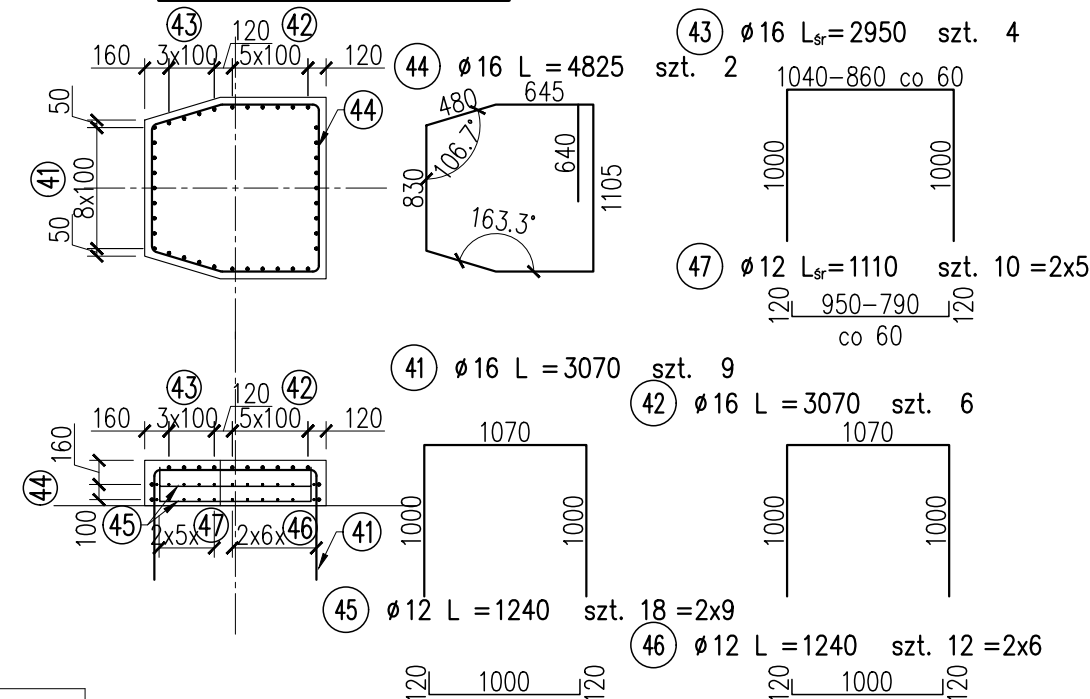 43 42
120
160 3x100 5x100 120
50
44
41
8x100
50
44 ø16 L =4825 szt. 2
480 645
106.7°
830
640
1105
163.3°
43 ø16 Lśr=2950 szt. 4
1040-860 co 60
1000 1000
47 ø12 Lśr=1110 szt. 10 =2x5
120 950-790 120
co 60
43 42
120
160 3x100 5x100 120
160
44
100
45 47 46 41
2x5x 2x6x
41 ø16 L =3070 szt. 9
1070
1000 1000
42 ø16 L =3070 szt. 6
1070
1000 1000
45 ø12 L =1240 szt. 18 =2x9
120 1000 120
46 ø12 L =1240 szt. 12 =2x6
120 1000 120